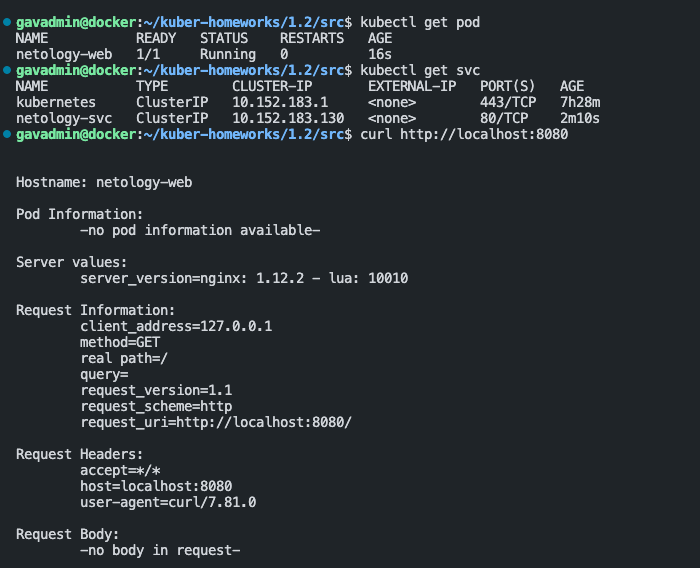 gavadmin@docker:~/kuber-homeworks/1.2/src$ kubectl get pod
NAME           READY   STATUS    RESTARTS   AGE
netology-web   1/1     Running   0          16s
gavadmin@docker:~/kuber-homeworks/1.2/src$ kubectl get svc
NAME           TYPE        CLUSTER-IP       EXTERNAL-IP   PORT(S)   AGE
kubernetes     ClusterIP   10.152.183.1     <none>        443/TCP   7h28m
netology-svc   ClusterIP   10.152.183.130   <none>        80/TCP    2m10s
gavadmin@docker:~/kuber-homeworks/1.2/src$ curl http://localhost:8080
Hostname: netology-web
Pod Information:
        -no pod information available-
Server values:
        server_version=nginx: 1.12.2 - lua: 10010
Request Information:
        client_address=127.0.0.1
        method=GET
        real path=/
        query=
        request_version=1.1
        request_scheme=http
        request_uri=http://localhost:8080/
Request Headers:
        accept=*/*
        host=localhost:8080
        user-agent=curl/7.81.0
Request Body:
        -no body in request-